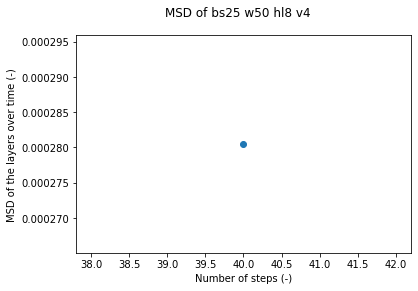 MSD of bs25 w50 hl8 v4
0.000295
0.000290
0.000285
0.000280
0.000275
0.000270
MSD of the layers over time (-)
38.0 38.5 39.0 39.5 40.0 40.5 41.0 41.5 42.0
Number of steps (-)